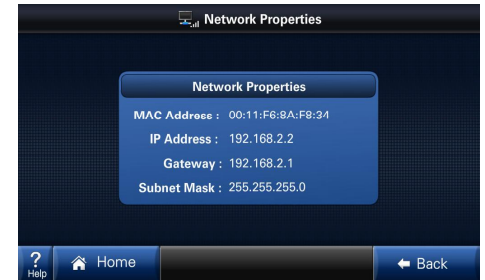 Network Properties
Network Properties
MAC Address : 00:11:F6:8A:F8:34
IP Address : 192.168.2.2
Gateway : 192.168.2.1
Subnet Mask : 255.255.255.0
? Help
Home
Back